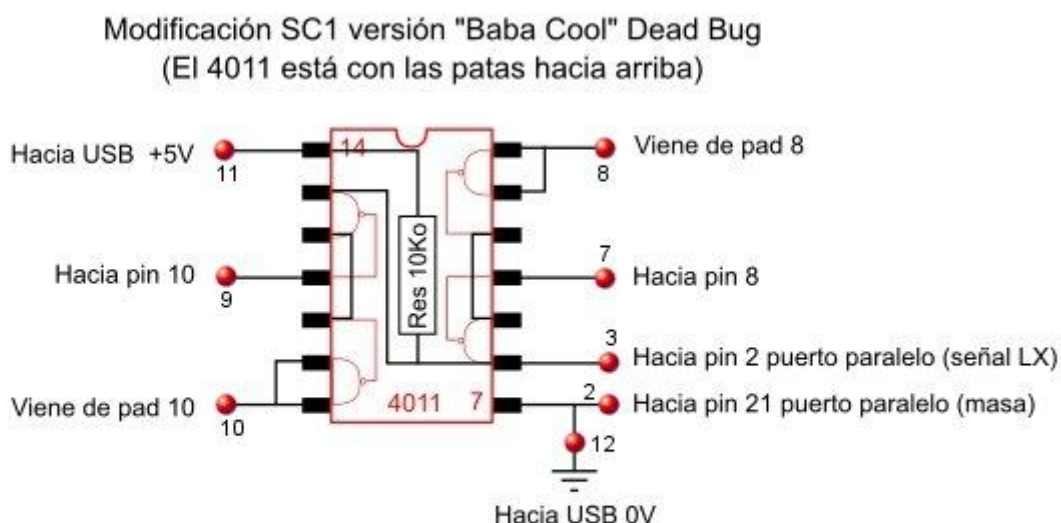 Modificación SC1 versión "Baba Cool" Dead Bug
(El 4011 está con las patas hacia arriba)
Hacia USB +5V
11
14
Viene de pad 8
8
Hacia pin 10
9
Res 10Ko
7
Hacia pin 8
3
Hacia pin 2 puerto paralelo (señal LX)
Viene de pad 10
10
4011
7
2
Hacia pin 21 puerto paralelo (masa)
12
Hacia USB 0V